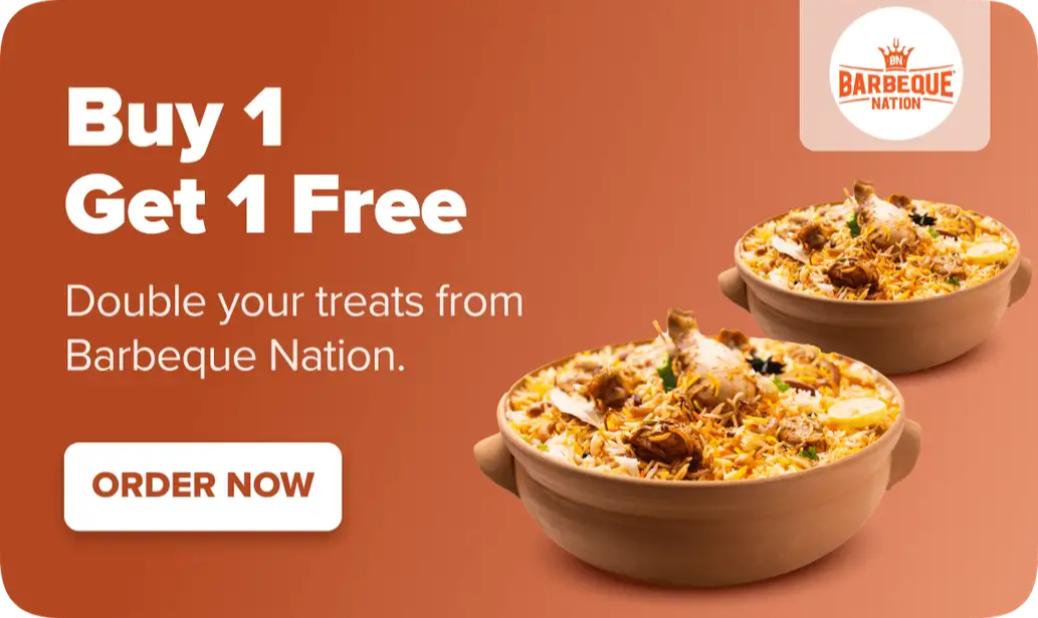 Buy 1
Get 1 Free
Double your treats from
Barbeque Nation.
ORDER NOW
BN
BARBEQUE
NATION